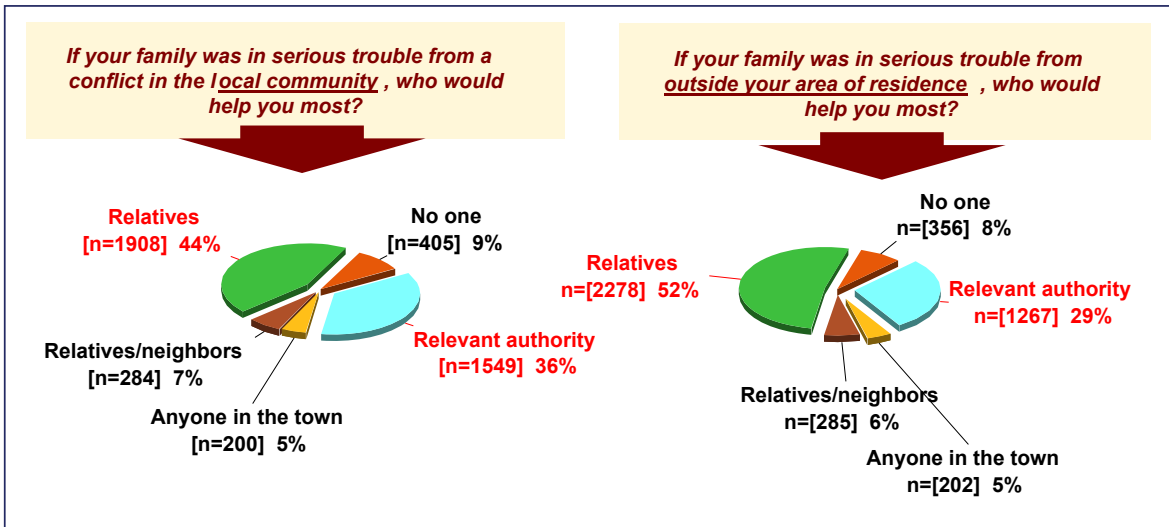 If your family was in serious trouble from a
conflict in the local community , who would
help you most?
Relatives
[n=1908] 44%
No one
[n=405] 9%
Relevant authority
[n=1549] 36%
Relatives/neighbors
[n=284] 7%
Anyone in the town
[n=200] 5%
If your family was in serious trouble from
outside your area of residence , who would
help you most?
No one
n=[356] 8%
Relatives
n=[2278] 52%
Relevant authority
n=[1267] 29%
Relatives/neighbors
n=[285] 6%
Anyone in the town
n=[202] 5%